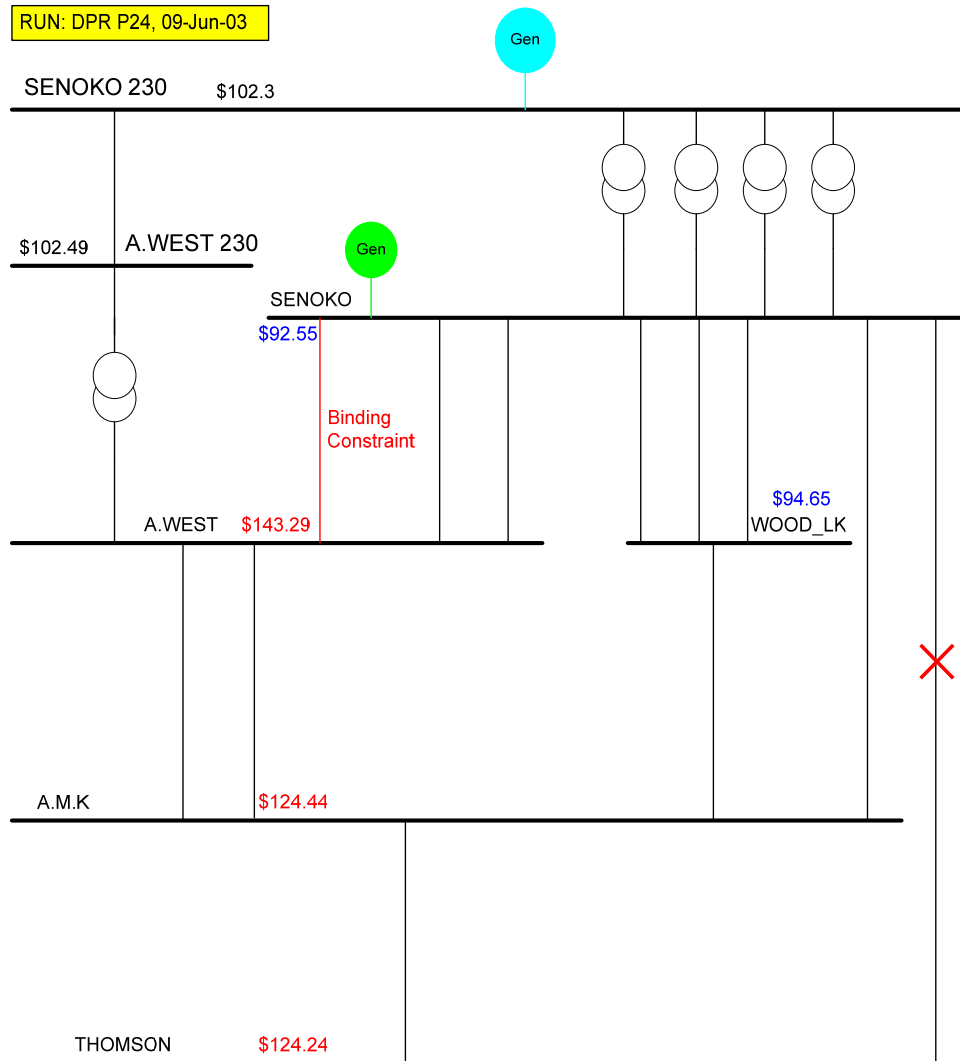 RUN: DPR P24, 09-Jun-03
Gen
SENOKO 230 $102.3
$102.49 A.WEST 230
Gen
SENOKO
$92.55
Binding
Constraint
$94.65
A.WEST $143.29
WOOD_LK
A.M.K $124.44
THOMSON $124.24